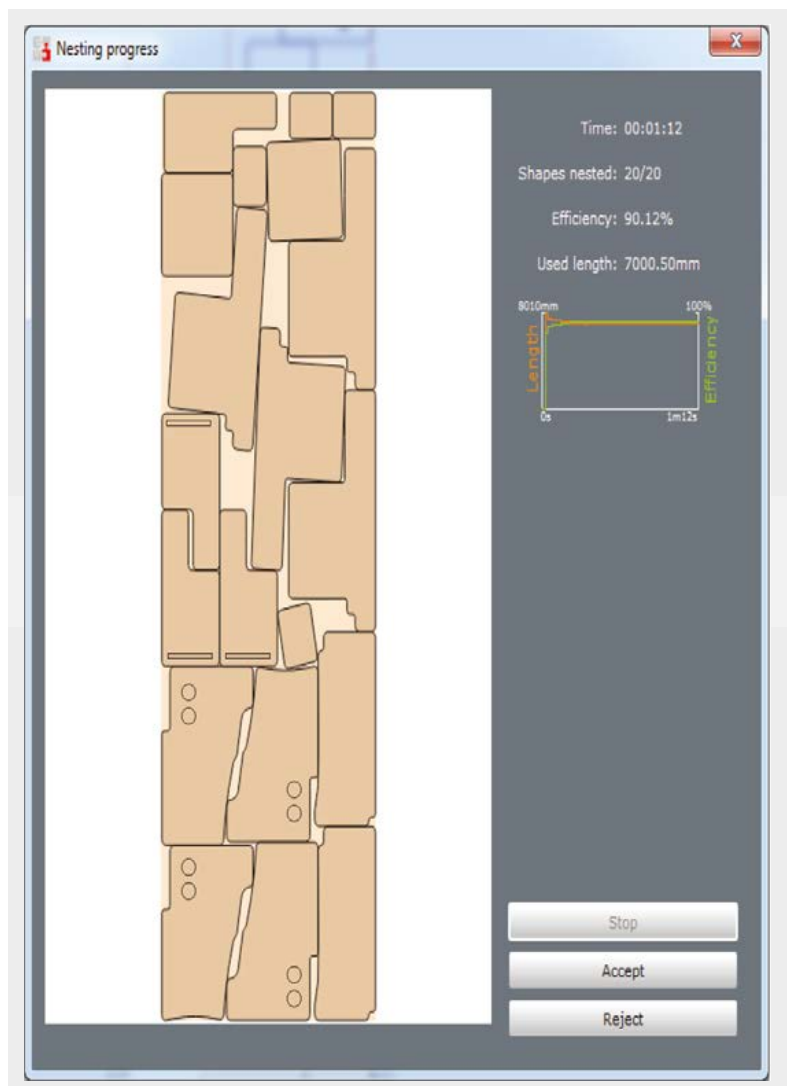 Nesting progress
Time: 00:01:12
Shapes nested: 20/20
Efficiency: 90.12%
Used length: 7000.50mm
8010mm 100%
Length
Efficiency
0s 1m12s
Stop
Accept
Reject